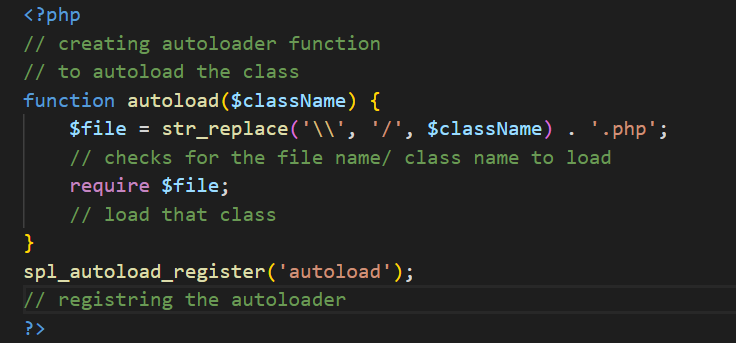 <?php
// creating autoloader function
// to autoload the class
function autoload($className) {
    $file = str_replace('\\', '/', $className) . '.php';
    // checks for the file name/ class name to load
    require $file;
    // load that class
}
spl_autoload_register('autoload');
// registring the autoloader
?>